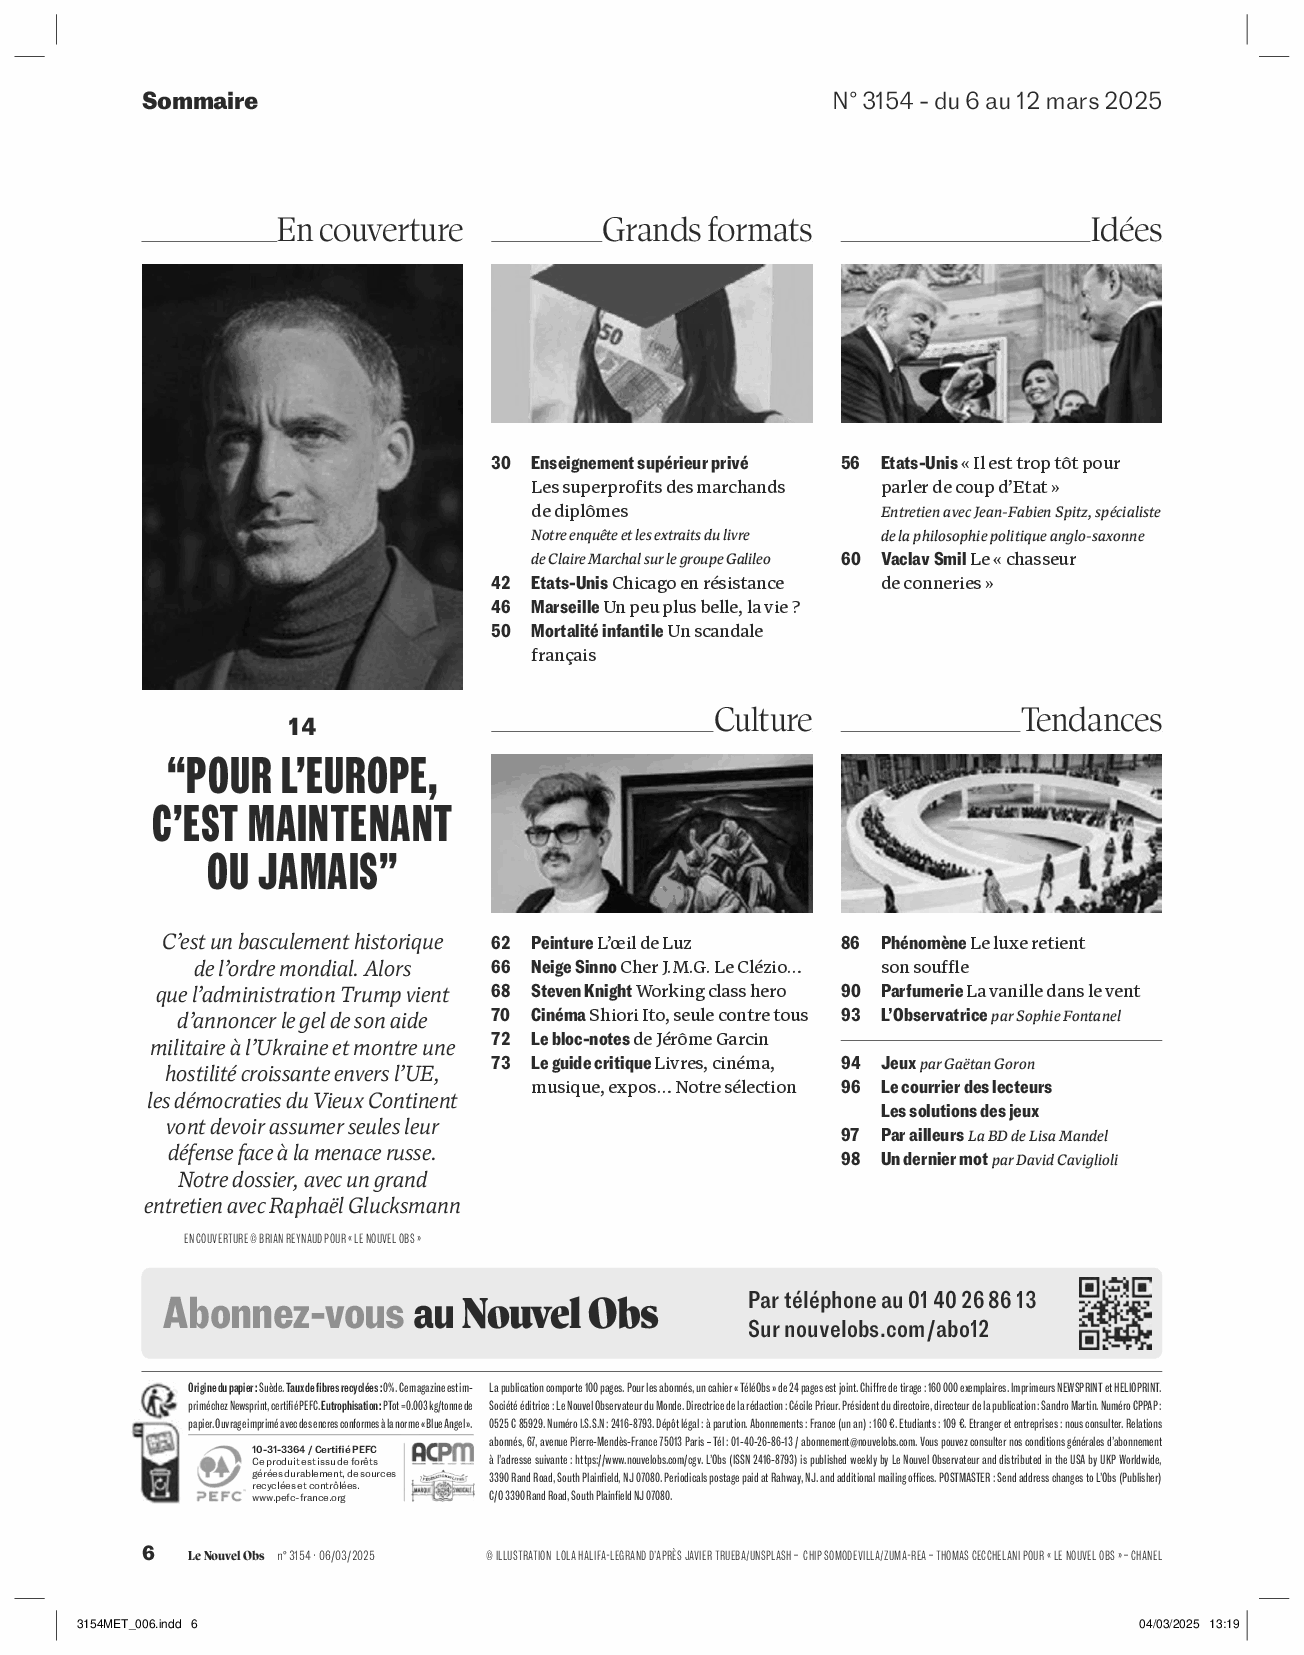 Sommaire
N° 3154 - du 6 au 12 mars 2025
En couverture
14
“POUR L’EUROPE,
C’EST MAINTENANT
OU JAMAIS”
C’est un basculement historique
de l’ordre mondial. Alors
que l’administration Trump vient
d’annoncer le gel de son aide
militaire à l’Ukraine et montre une
hostilité croissante envers l’UE,
les démocraties du Vieux Continent
vont devoir assumer seules leur
défense face à la menace russe.
Notre dossier, avec un grand
entretien avec Raphaël Glucksmann
EN COUVERTURE © BRIAN REYNAUD POUR « LE NOUVEL OBS »
Grands formats
50
30 Enseignement supérieur privé
Les superprofits des marchands
de diplômes
Notre enquête et les extraits du livre
de Claire Marchal sur le groupe Galileo
42 Etats-Unis Chicago en résistance
46 Marseille Un peu plus belle, la vie ?
50 Mortalité infantile Un scandale
français
Idées
56 Etats-Unis « Il est trop tôt pour
parler de coup d’Etat »
Entretien avec Jean-Fabien Spitz, spécialiste
de la philosophie politique anglo-saxonne
60 Vaclav Smil Le « chasseur
de conneries »
Culture
62 Peinture L’œil de Luz
66 Neige Sinno Cher J.M.G. Le Clézio…
68 Steven Knight Working class hero
70 Cinéma Shiori Ito, seule contre tous
72 Le bloc-notes de Jérôme Garcin
73 Le guide critique Livres, cinéma,
musique, expos… Notre sélection
Tendances
86 Phénomène Le luxe retient
son souffle
90 Parfumerie La vanille dans le vent
93 L’Observatrice par Sophie Fontanel
94 Jeux par Gaëtan Goron
96 Le courrier des lecteurs
Les solutions des jeux
97 Par ailleurs La BD de Lisa Mandel
98 Un dernier mot par David Caviglioli
Abonnez-vous au Nouvel Obs
Par téléphone au 01 40 26 86 13
Sur nouvelobs.com/abo12
Origine du papier : Suède. Taux de fibres recyclées : 0%. Ce magazine est im-
primé chez Newsprint, certifié PEFC. Eutrophisation : PTot = 0.003 kg/tonne de
papier. Ouvrage imprimé avec des encres conformes à la norme « Blue Angel ».
PEFC
10-31-3364 / Certifié PEFC
Ce produit est issu de forêts
gérées durablement, de sources
recyclées et contrôlées.
www.pefc-france.org
ACPM
La publication comporte 100 pages. Pour les abonnés, un cahier « TéléObs » de 24 pages est joint. Chiffre de tirage : 160 000 exemplaires. Imprimeurs NEWSPRINT et HELIOPRINT.
Société éditrice : Le Nouvel Observateur du Monde. Directrice de la rédaction : Cécile Prieur. Président du directoire, directeur de la publication : Sandro Martin. Numéro CPPAP :
0525 C 85929. Numéro I.S.S.N : 2416-8793. Dépôt légal : à parution. Abonnements : France (un an) : 160 €. Etudiants : 109 €. Etranger et entreprises : nous consulter. Relations
abonnés, 67, avenue Pierre-Mendès-France 75013 Paris – Tél : 01-40-26-86-13 / abonnement@nouvelobs.com. Vous pouvez consulter nos conditions générales d’abonnement
à l’adresse suivante : https://www.nouvelobs.com/cgv. L’Obs (ISSN 2416-8793) is published weekly by Le Nouvel Observateur and distributed in the USA by UKP Worldwide,
3390 Rand Road, South Plainfield, NJ 07080. Periodicals postage paid at Rahway, NJ. and additional mailing offices. POSTMASTER : Send address changes to L’Obs (Publisher)
C/O 3390 Rand Road, South Plainfield NJ 07080.
6 Le Nouvel Obs n° 3154 · 06/03/2025
© ILLUSTRATION LOLA HALIFA-LEGRAND D’APRÈS JAVIER TRUEBA/UNSPLASH – CHIP SOMODEVILLA/ZUMA-REA – THOMAS CECCHELANI POUR « LE NOUVEL OBS » – CHANEL
3154MET_006.indd 6
04/03/2025 13:19